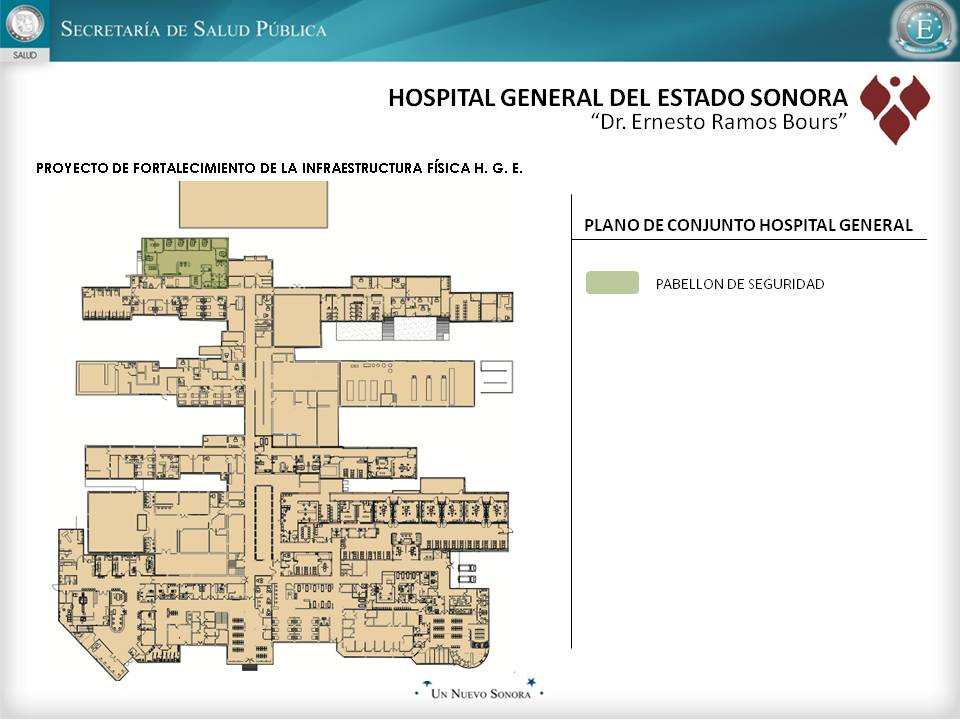 SECRETARÍA DE SALUD PÚBLICA
SALUD
HOSPITAL GENERAL DEL ESTADO SONORA
“Dr. Ernesto Ramos Bours”
PROYECTO DE FORTALECIMIENTO DE LA INFRAESTRUCTURA FÍSICA H. G. E.
PLANO DE CONJUNTO HOSPITAL GENERAL
PABELLON DE SEGURIDAD
UN NUEVO SONORA